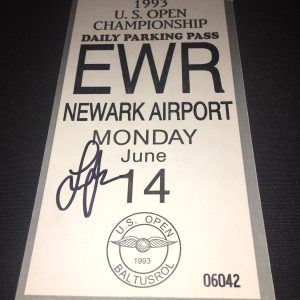 1993
U. S. OPEN
CHAMPIONSHIP
DAILY PARKING PASS
EWR
NEWARK AIRPORT
MONDAY
June
14
U.S. OPEN
1993
BALTUSROL
06042